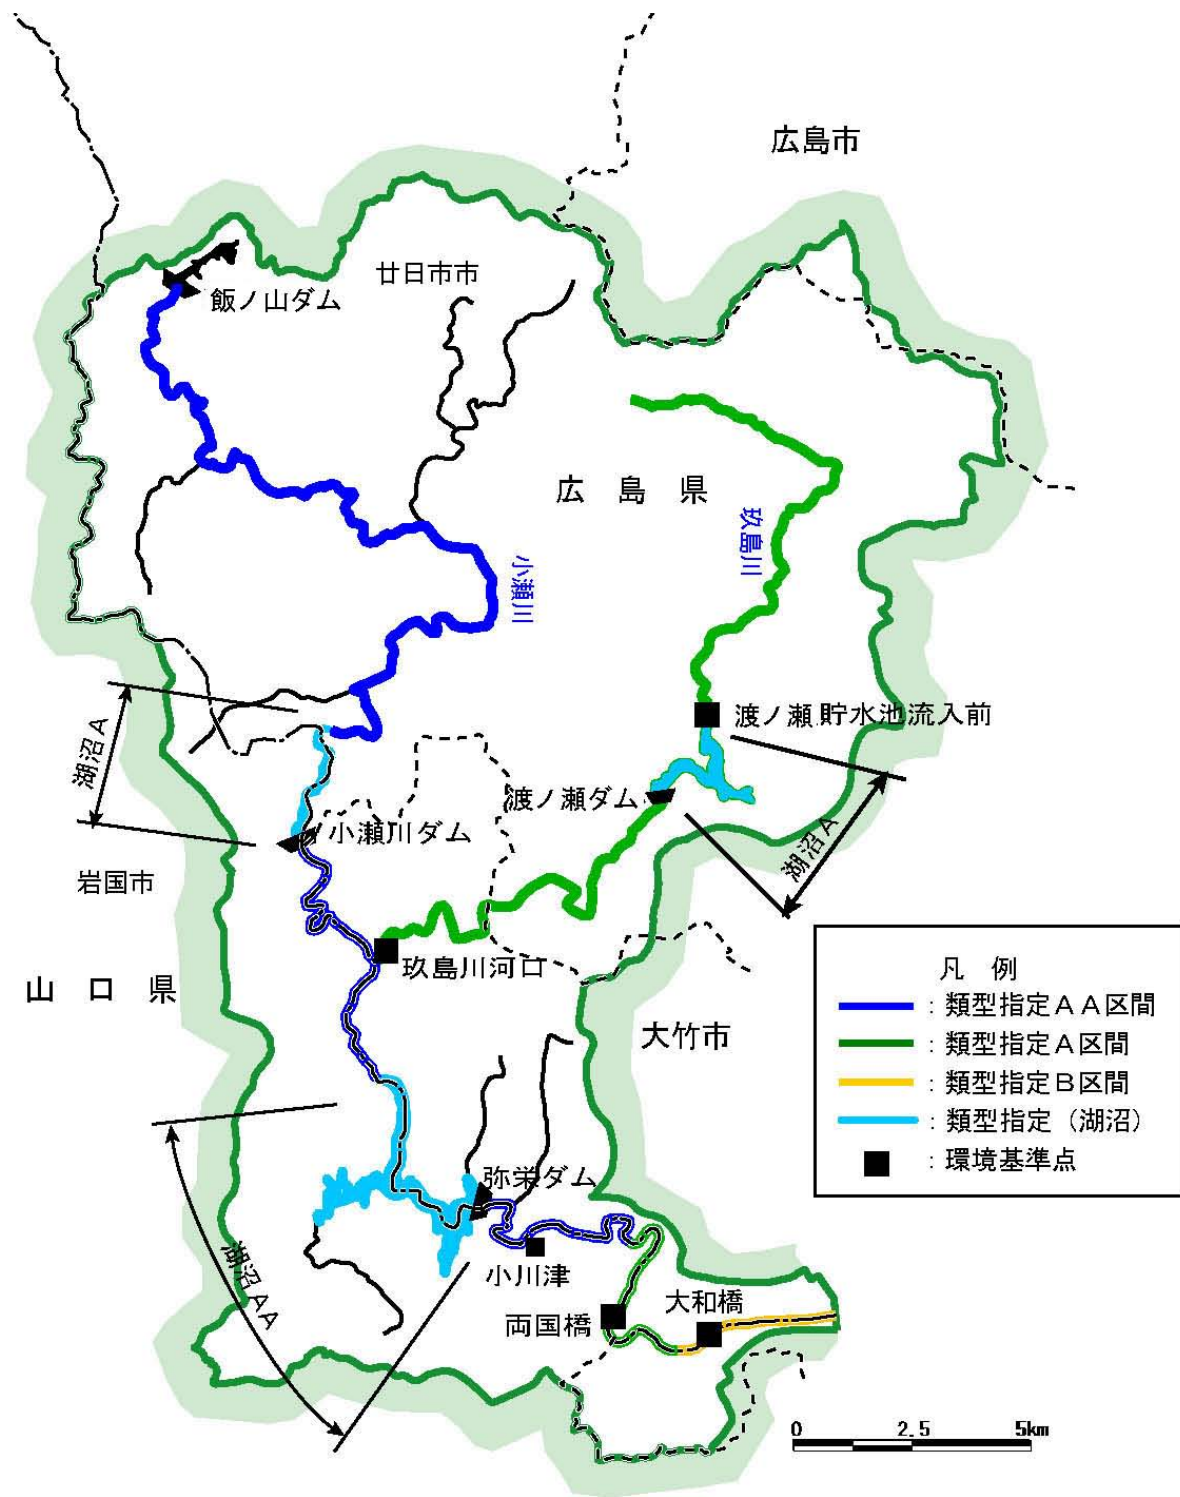 広島市
廿日市市
飯ノ山ダム
広島県
玖島川
小瀬川
渡ノ瀬貯水池流入前
湖沼A
渡ノ瀬ダム
小瀬川ダム
湖沼A
岩国市
玖島川河口
山口県
大竹市
凡例
：類型指定AA区間
：類型指定A区間
：類型指定B区間
：類型指定（湖沼）
：環境基準点
弥栄ダム
小川津
湖沼AA
大和橋
両国橋
0 2.5 5km